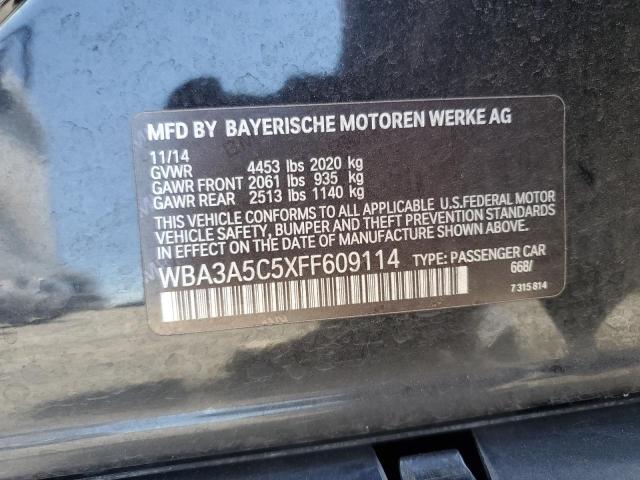 MFD BY BAYERISCHE MOTOREN WERKE AG
11/14
GVWR 4453 lbs 2020 kg
GAWR FRONT 2061 lbs 935 kg
GAWR REAR 2513 lbs 1140 kg
THIS VEHICLE CONFORMS TO ALL APPLICABLE U.S.FEDERAL MOTOR
VEHICLE SAFETY, BUMPER AND THEFT PREVENTION STANDARDS
IN EFFECT ON THE DATE OF MANUFACTURE SHOWN ABOVE.
WBA3A5C5XFF609114 TYPE: PASSENGER CAR
668/
7 315 814